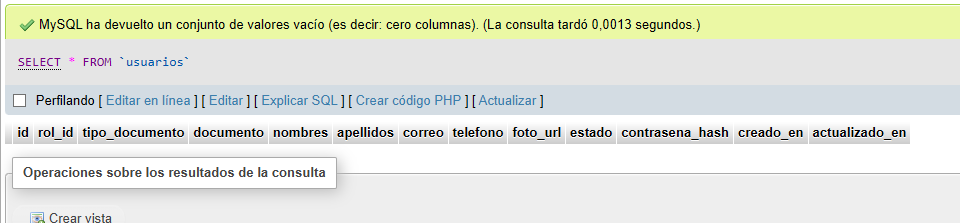 MySQL ha devuelto un conjunto de valores vacío (es decir: cero columnas). (La consulta tardó 0,0013 segundos.)
SELECT * FROM `usuarios`
Perfilando [ Editar en línea ] [ Editar ] [ Explicar SQL ] [ Crear código PHP ] [ Actualizar ]
id rol_id tipo_documento documento nombres apellidos correo telefono foto_url estado contrasena_hash creado_en actualizado_en
Operaciones sobre los resultados de la consulta
Crear vista